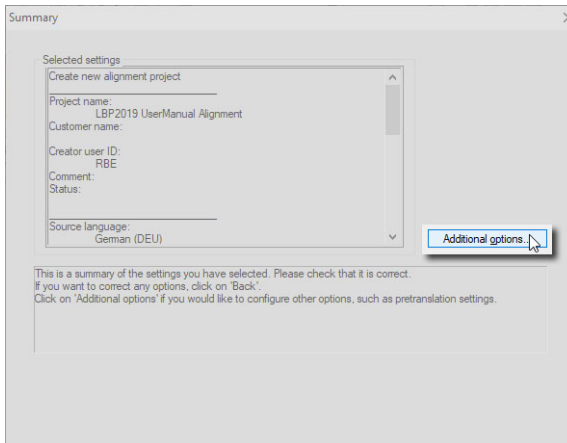 Summary
Selected settings
Create new alignment project
Project name:
LBP2019 UserManual Alignment
Customer name:
Creator user ID:
RBE
Comment:
Status:
Source language:
German (DEU)
Additional options...
This is a summary of the settings you have selected. Please check that it is correct.
If you want to correct any options, click on 'Back'.
Click on 'Additional options' if you would like to configure other options, such as pretranslation settings.